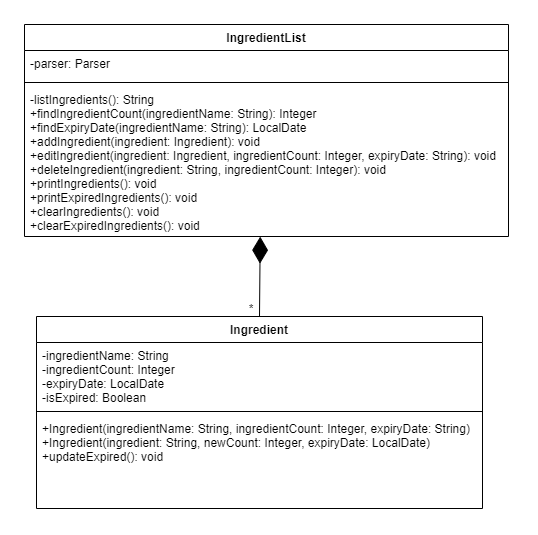 IngredientList
-parser: Parser
-listIngredients(): String
+findIngredientCount(ingredientName: String): Integer
+findExpiryDate(ingredientName: String): LocalDate
+addIngredient(ingredient: Ingredient): void
+editIngredient(ingredient: Ingredient, ingredientCount: Integer, expiryDate: String): void
+deleteIngredient(ingredient: String, ingredientCount: Integer): void
+printIngredients(): void
+printExpiredIngredients(): void
+clearIngredients(): void
+clearExpiredIngredients(): void
*
Ingredient
-ingredientName: String
-ingredientCount: Integer
-expiryDate: LocalDate
-isExpired: Boolean
+Ingredient(ingredientName: String, ingredientCount: Integer, expiryDate: String)
+Ingredient(ingredient: String, newCount: Integer, expiryDate: LocalDate)
+updateExpired(): void